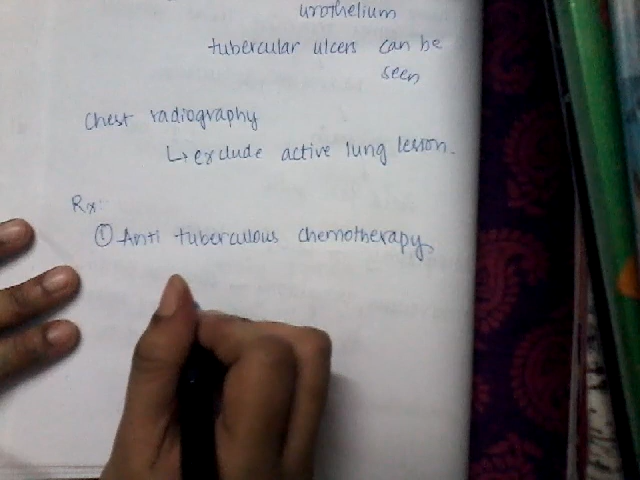 urothelium
tubercular ulcers can be
seen
Chest radiography
↳ exclude active lung lesion.
Rx:
① Anti tuberculous chemotherapy